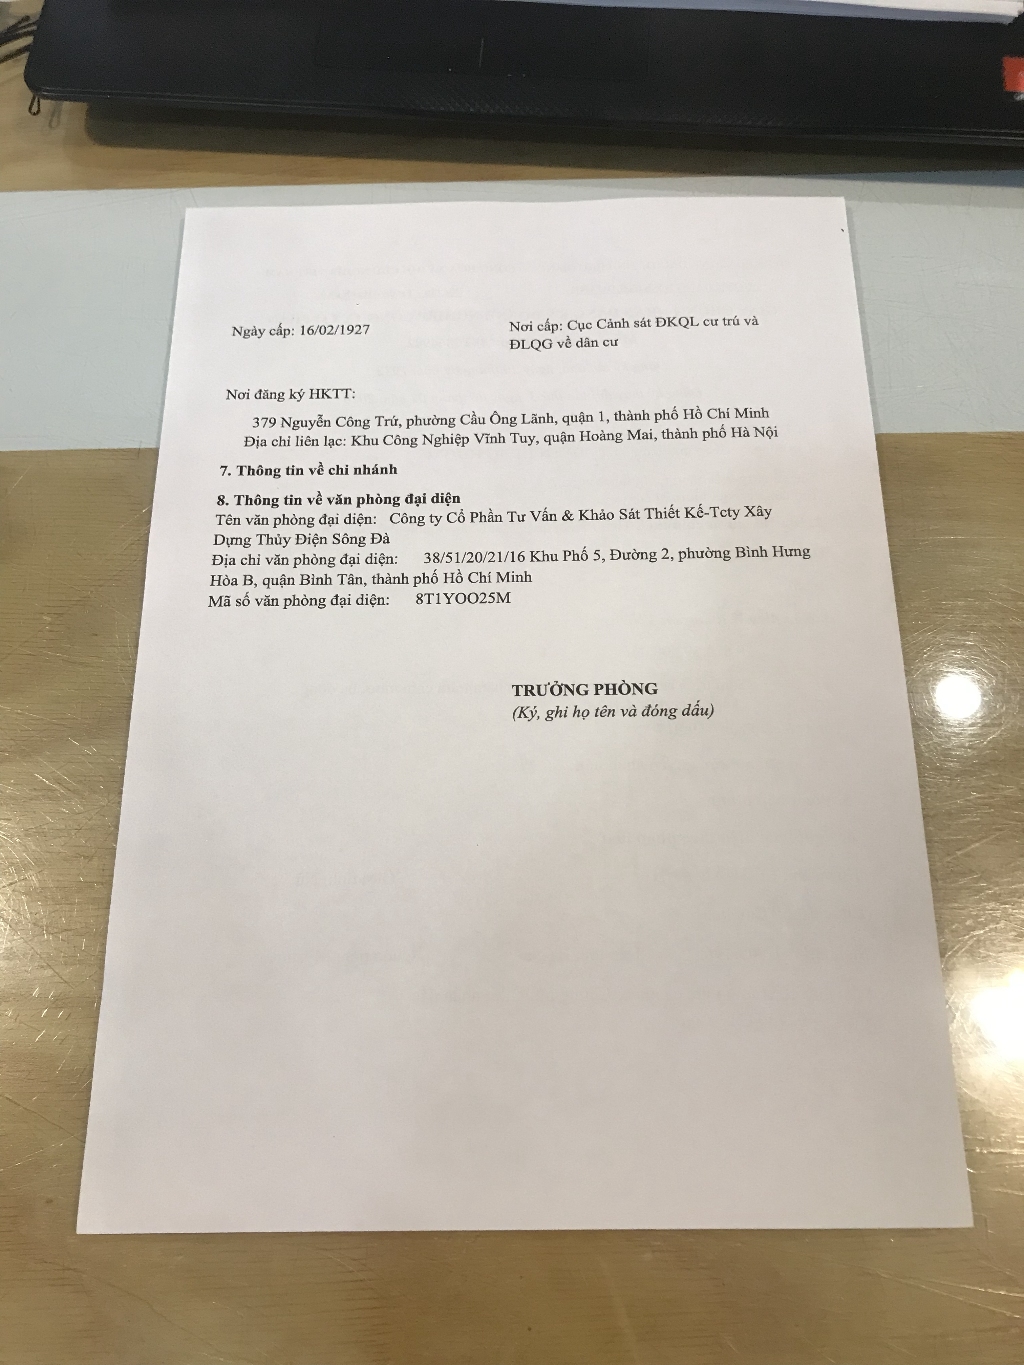 Ngày cấp: 16/02/1927
Nơi cấp: Cục Cảnh sát ĐKQL cư trú và
ĐLQG về dân cư
Nơi đăng ký HKTT:
379 Nguyễn Công Trứ, phường Cầu Ông Lãnh, quận 1, thành phố Hồ Chí Minh
Địa chỉ liên lạc: Khu Công Nghiệp Vĩnh Tuy, quận Hoàng Mai, thành phố Hà Nội
7. Thông tin về chi nhánh
8. Thông tin về văn phòng đại diện
Tên văn phòng đại diện: Công ty Cổ Phần Tư Vấn & Khảo Sát Thiết Kế-Tcty Xây
Dựng Thủy Điện Sông Đà
Địa chỉ văn phòng đại diện: 38/51/20/21/16 Khu Phố 5, Đường 2, phường Bình Hưng
Hòa B, quận Bình Tân, thành phố Hồ Chí Minh
Mã số văn phòng đại diện: 8T1YOO25M
TRƯỞNG PHÒNG
(Ký, ghi họ tên và đóng dấu)